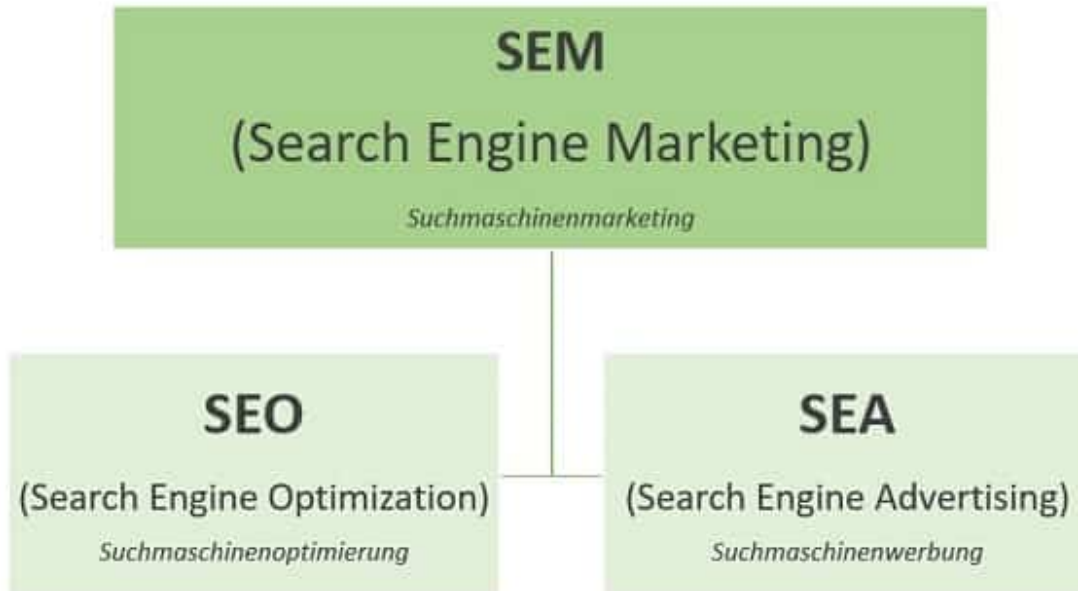 SEM
(Search Engine Marketing)
Suchmaschinenmarketing
SEO
(Search Engine Optimization)
Suchmaschinenoptimierung
SEA
(Search Engine Advertising)
Suchmaschinenwerbung